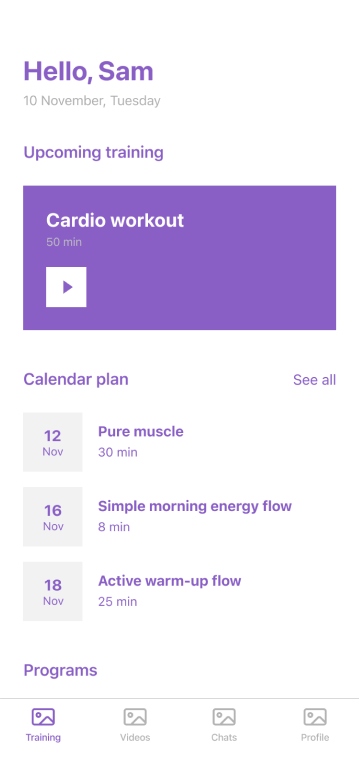 Hello, Sam
10 November, Tuesday
Upcoming training
Cardio workout
50 min
Calendar plan
See all
12
Nov
Pure muscle
30 min
16
Nov
Simple morning energy flow
8 min
18
Nov
Active warm-up flow
25 min
Programs
Training
Videos
Chats
Profile